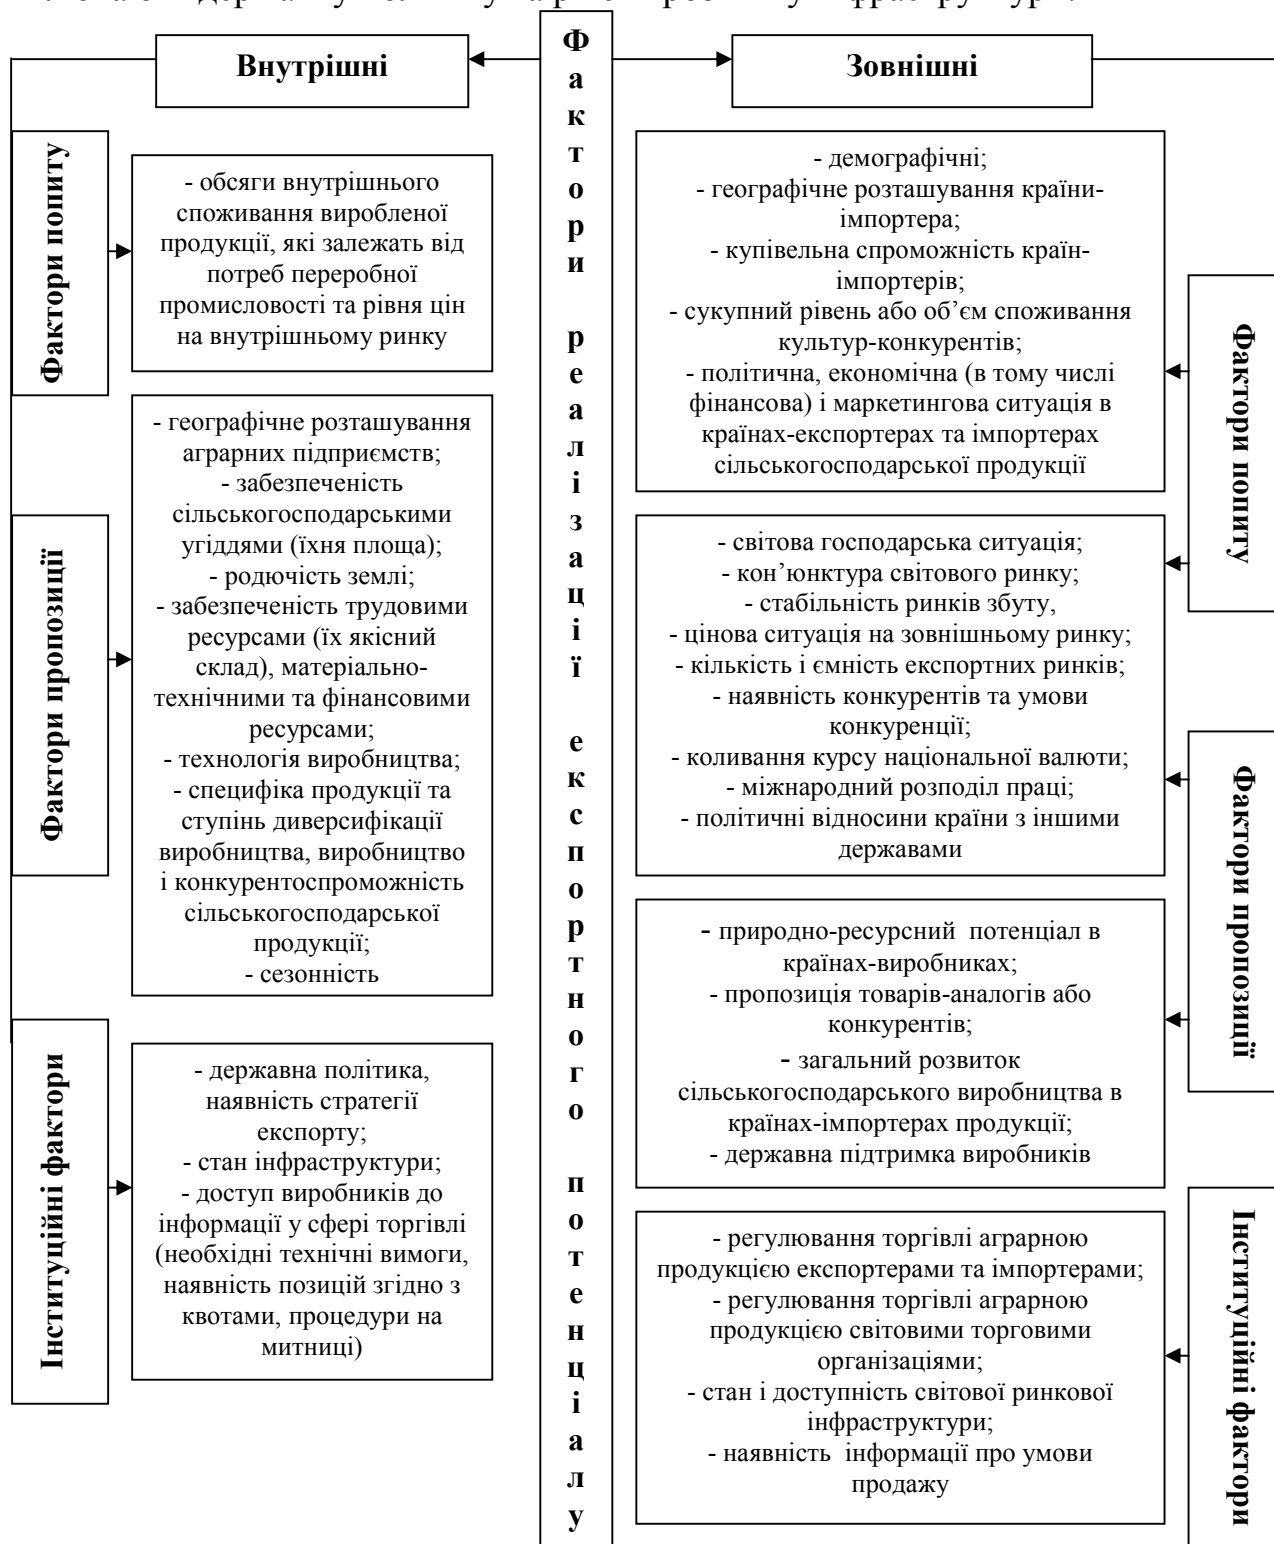 Фактори реалізації експортного потенціалу
Внутрішні
Зовнішні
Фактори попиту
- обсяги внутрішнього
споживання виробленої
продукції, які залежать від
потреб переробної
промисловості та рівня цін
на внутрішньому ринку
Фактори пропозиції
- географічне розташування
аграрних підприємств;
- забезпеченість
сільськогосподарськими
угіддями (їхня площа);
- родючість землі;
- забезпеченість трудовими
ресурсами (їх якісний
склад), матеріально-
технічними та фінансовими
ресурсами;
- технологія виробництва;
- специфіка продукції та
ступінь диверсифікації
виробництва, виробництво
і конкурентоспроможність
сільськогосподарської
продукції;
- сезонність
Інституційні фактори
- державна політика,
наявність стратегії
експорту;
- стан інфраструктури;
- доступ виробників до
інформації у сфері торгівлі
(необхідні технічні вимоги,
наявність позицій згідно з
квотами, процедури на
митниці)
- демографічні;
- географічне розташування країни-
імпортера;
- купівельна спроможність країн-
імпортерів;
- сукупний рівень або об’єм споживання
культур-конкурентів;
- політична, економічна (в тому числі
фінансова) і маркетингова ситуація в
країнах-експортерах та імпортерах
сільськогосподарської продукції
Фактори попиту
- світова господарська ситуація;
- кон’юнктура світового ринку;
- стабільність ринків збуту,
- цінова ситуація на зовнішньому ринку;
- кількість і ємність експортних ринків;
- наявність конкурентів та умови
конкуренції;
- коливання курсу національної валюти;
- міжнародний розподіл праці;
- політичні відносини країни з іншими
державами
Фактори пропозиції
- природно-ресурсний потенціал в
країнах-виробниках;
- пропозиція товарів-аналогів або
конкурентів;
- загальний розвиток
сільськогосподарського виробництва в
країнах-імпортерах продукції;
- державна підтримка виробників
Інституційні фактори
- регулювання торгівлі аграрною
продукцією експортерами та імпортерами;
- регулювання торгівлі аграрною
продукцією світовими торговими
організаціями;
- стан і доступність світової ринкової
інфраструктури;
- наявність інформації про умови
продажу